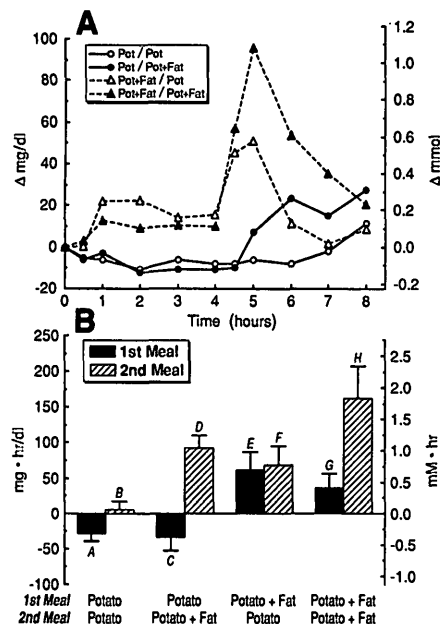 A
Pot / Pot
Pot / Pot+Fat
Pot+Fat / Pot
Pot+Fat / Pot+Fat
Δ mg/dl
100
80
60
40
20
0
-20
Δ mmol
1.2
1.0
0.8
0.6
0.4
0.2
0.0
-0.2
0 1 2 3 4 5 6 7 8
Time (hours)
B
1st Meal
2nd Meal
mg • hr/dl
250
200
150
100
50
0
-50
-100
mM • hr
2.5
2.0
1.5
1.0
0.5
0.0
-0.5
-1.0
A B C D E F G H
1st Meal Potato Potato Potato + Fat Potato + Fat
2nd Meal Potato Potato + Fat Potato Potato + Fat